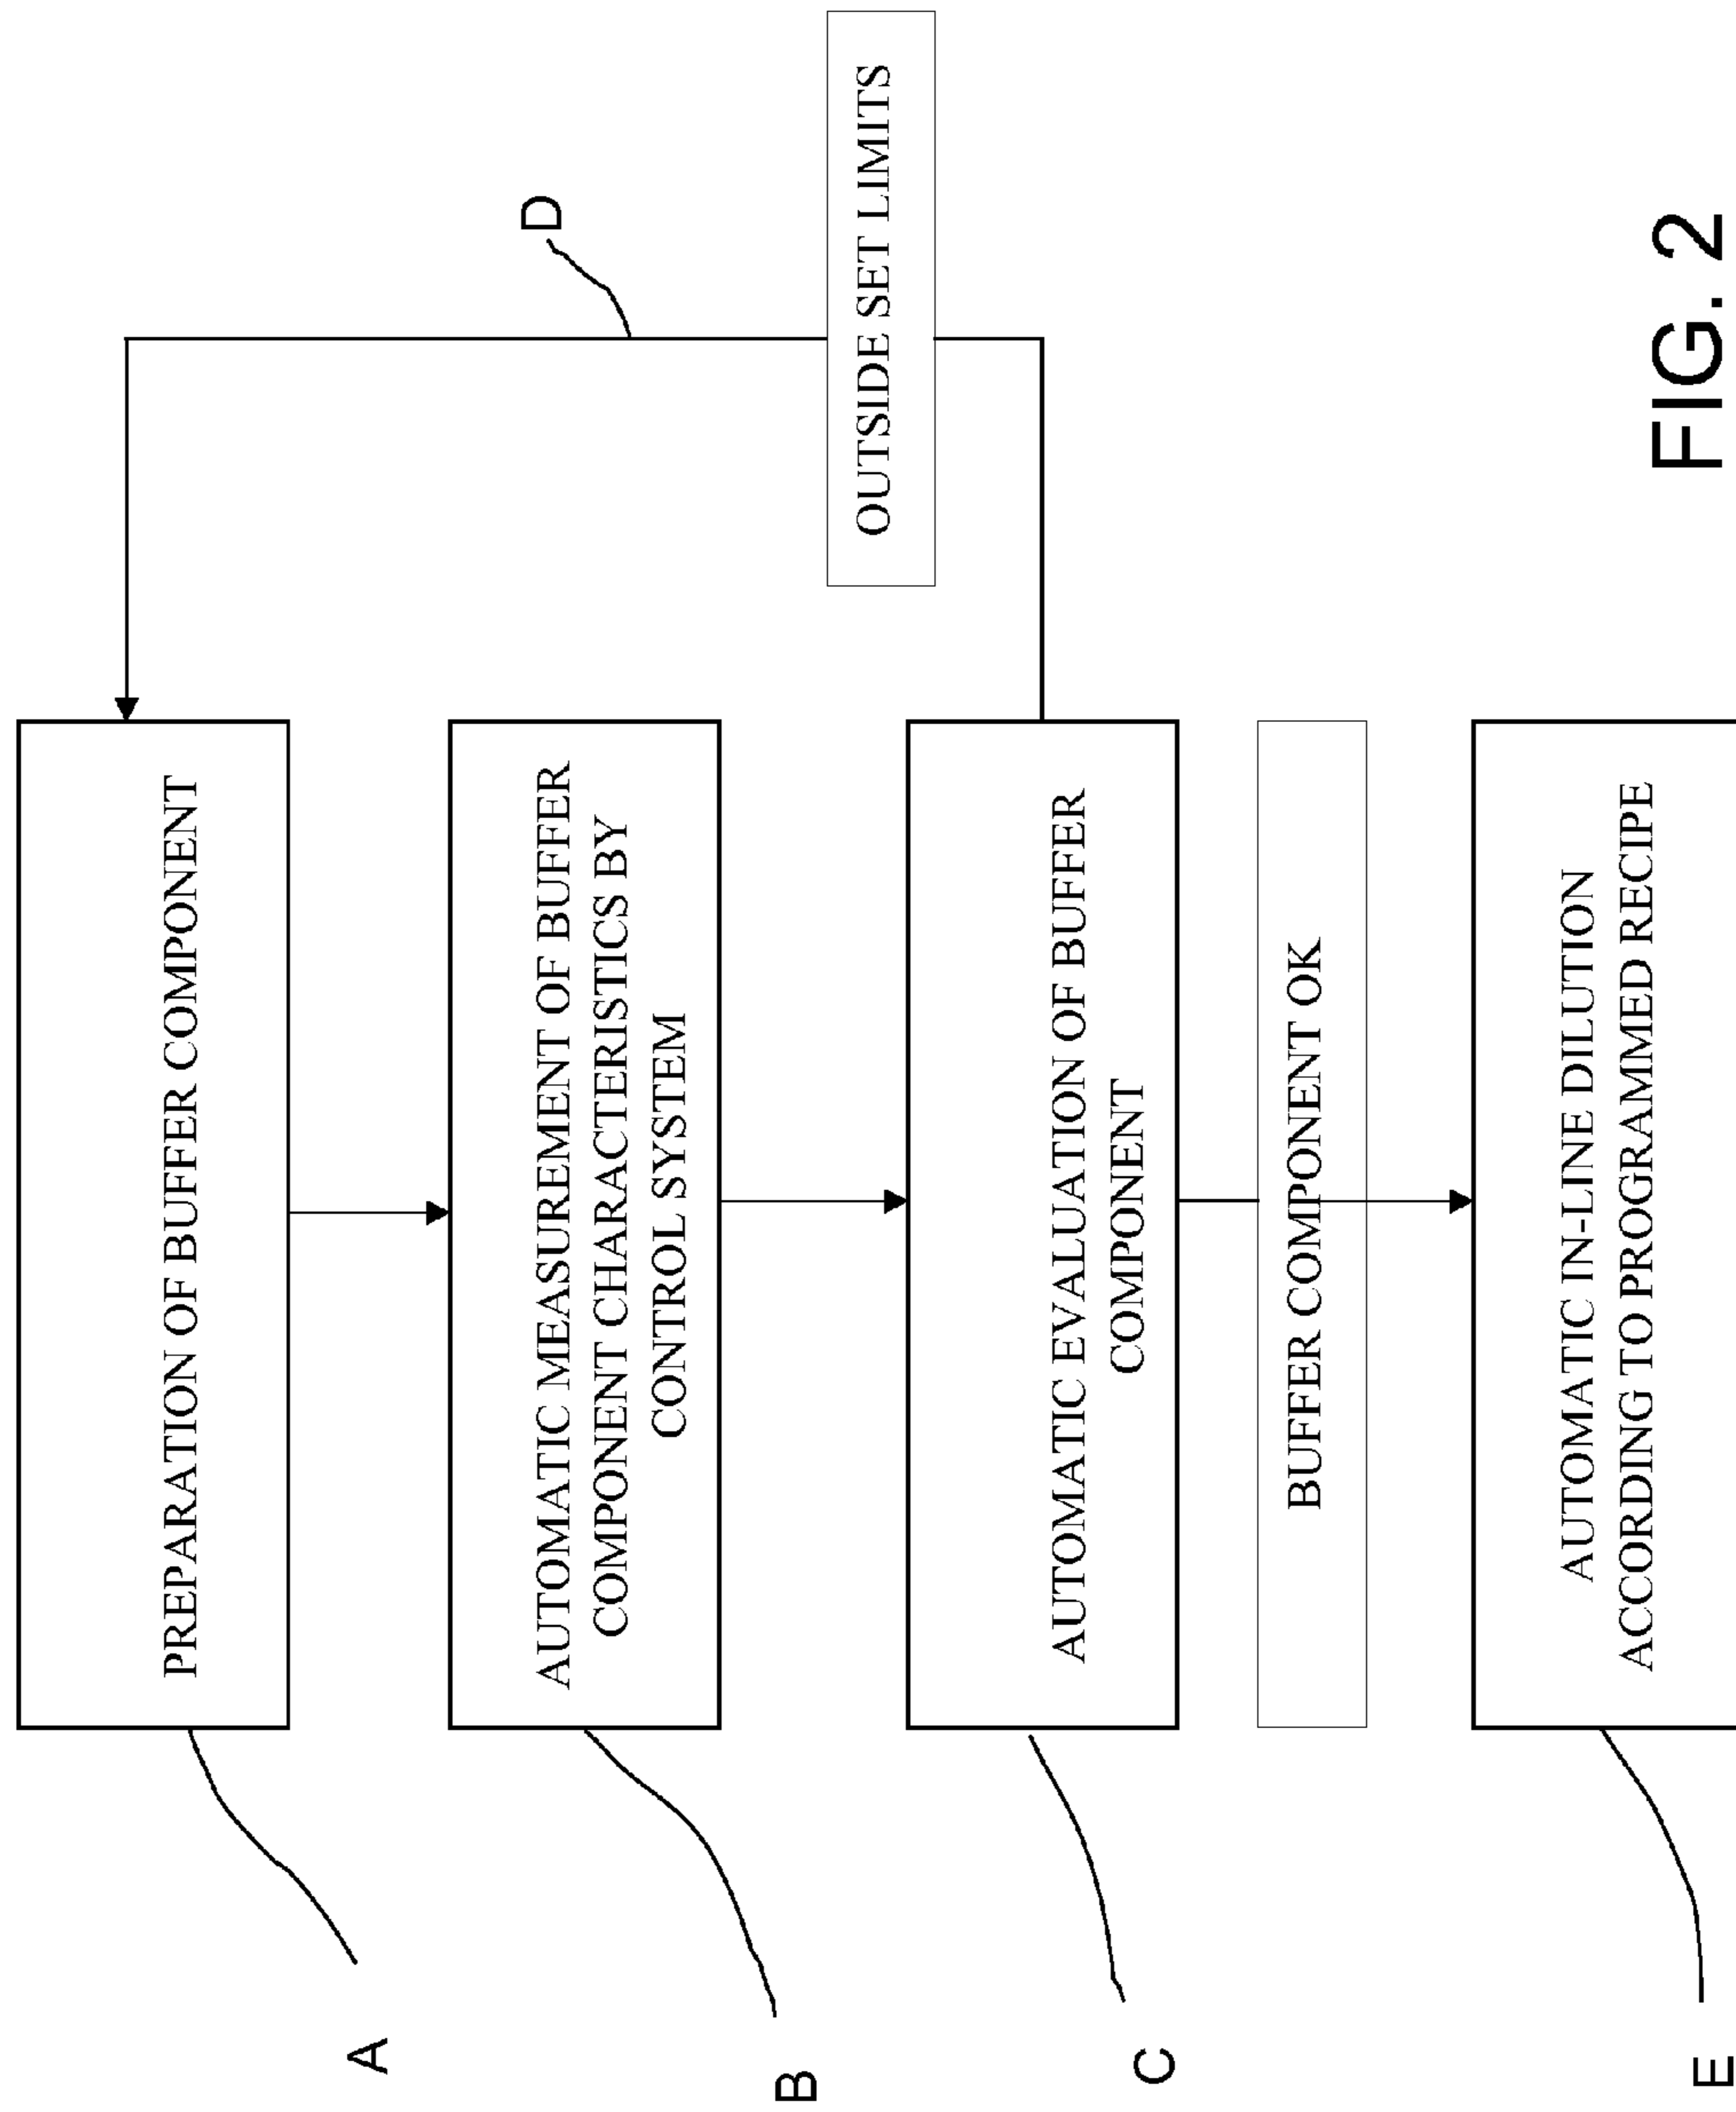 A
PREPARATION OF BUFFER COMPONENT
B
AUTOMATIC MEASUREMENT OF BUFFER
COMPONENT CHARACTERISTICS BY
CONTROL SYSTEM
D
C
AUTOMATIC EVALUATION OF BUFFER
COMPONENT
OUTSIDE SET LIMITS
BUFFER COMPONENT OK
E
AUTOMATIC IN-LINE DILUTION
ACCORDING TO PROGRAMMED RECIPE
FIG. 2